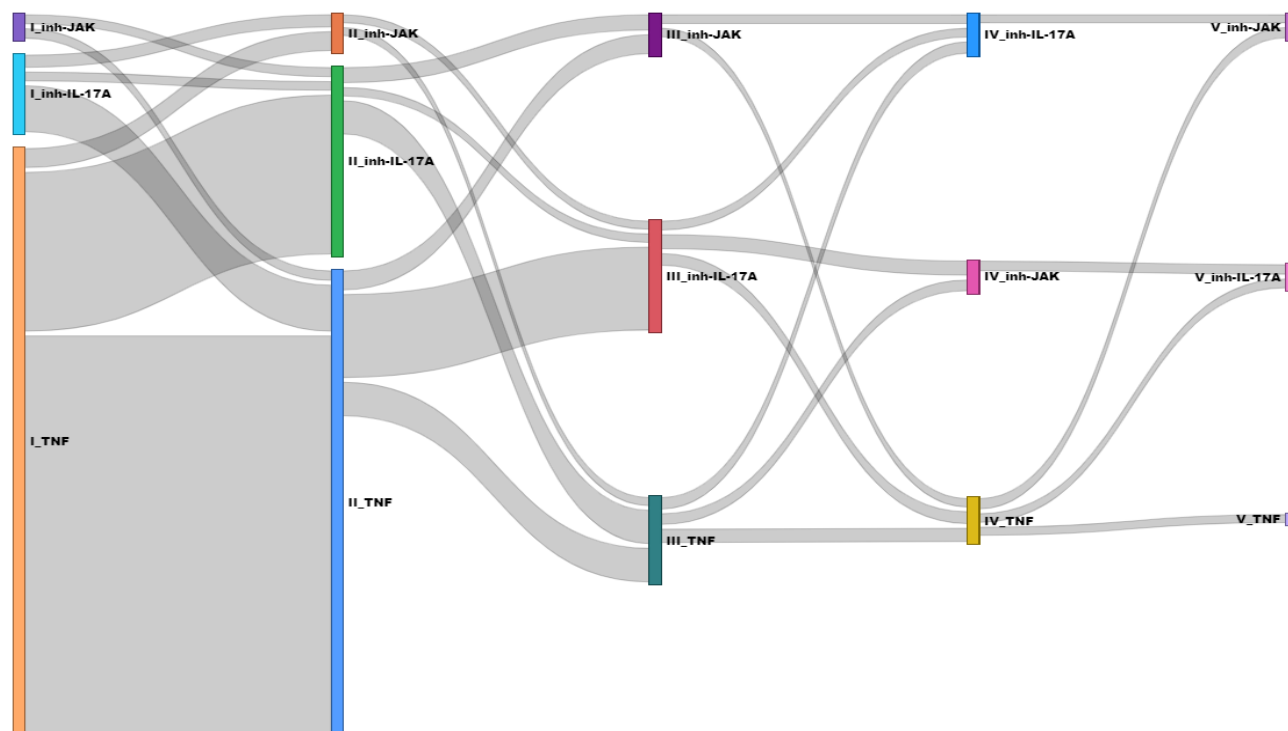 I_inh-JAK
I_inh-IL-17A
I_TNF
II_inh-JAK
II_inh-IL-17A
II_TNF
III_inh-JAK
III_inh-IL-17A
III_TNF
IV_inh-IL-17A
IV_inh-JAK
IV_TNF
V_inh-JAK
V_inh-IL-17A
V_TNF